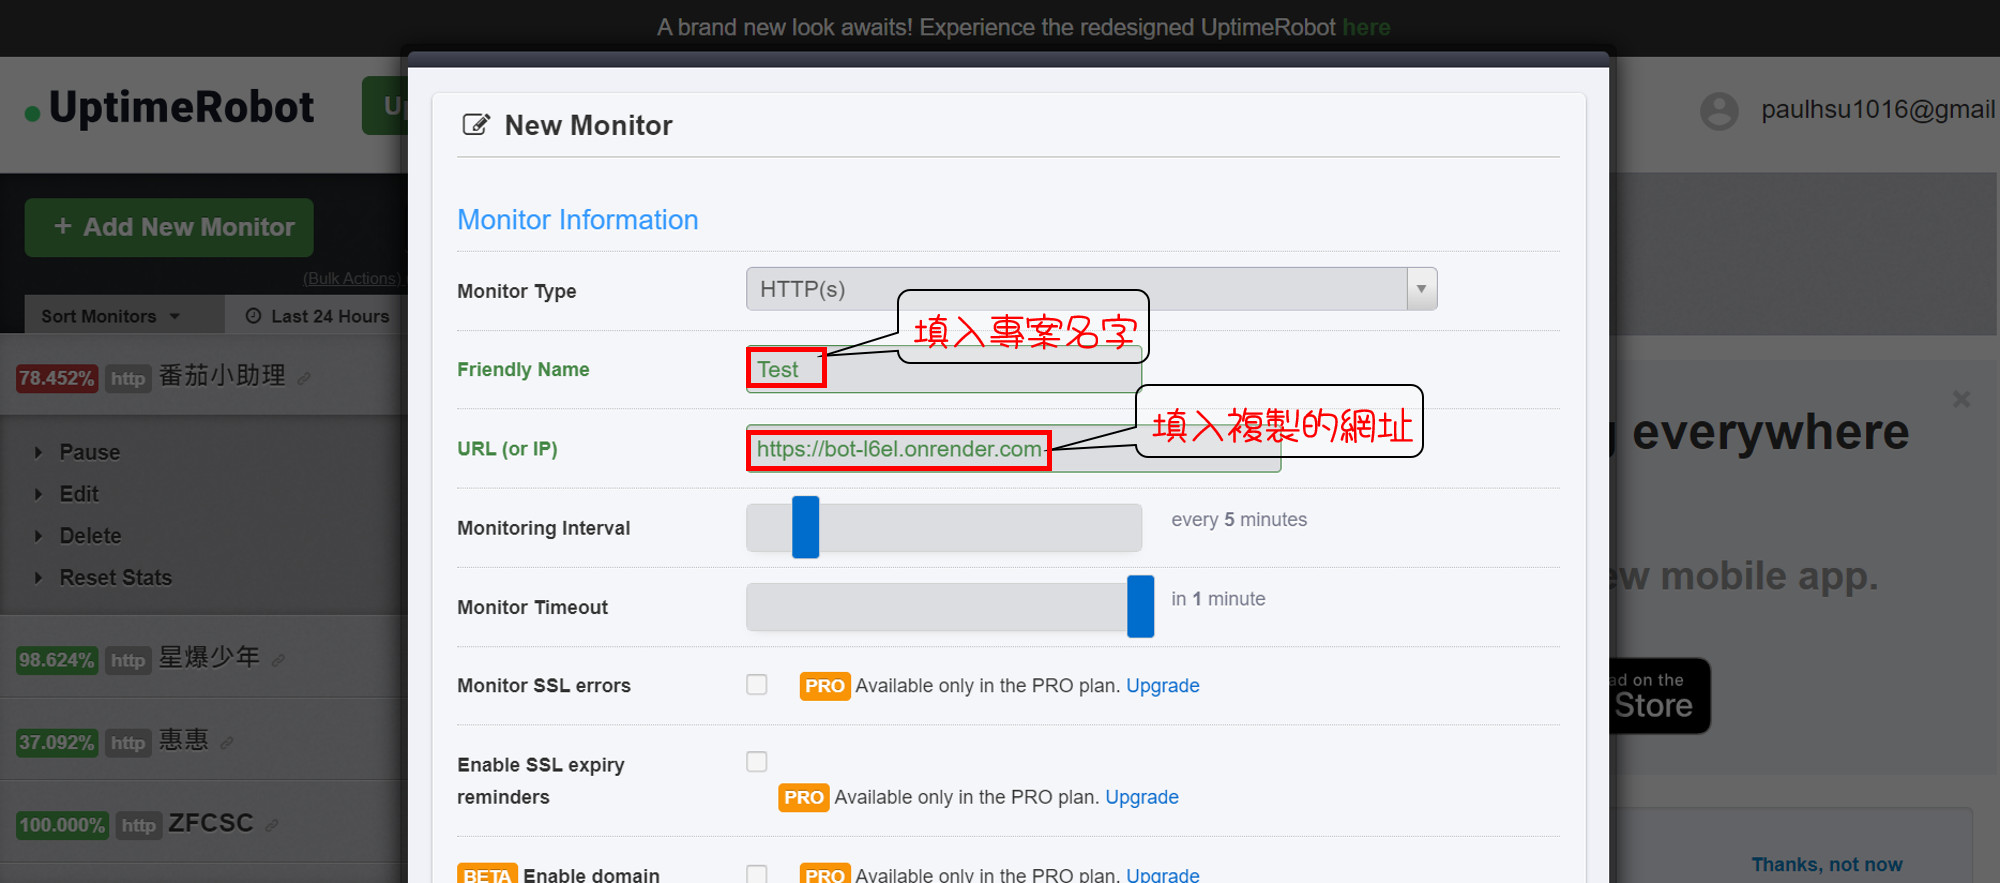 A brand new look awaits! Experience the redesigned UptimeRobot here
UptimeRobot
Up
paulhsu1016@gmail
+ Add New Monitor
(Bulk Actions)
Sort Monitors
Last 24 Hours
78.452% http 番茄小助理
Pause
Edit
Delete
Reset Stats
98.624% http 星爆少年
37.092% http 惠惠
100.000% http ZFCSC
New Monitor
Monitor Information
Monitor Type
HTTP(s)
填入專案名字
Friendly Name
Test
填入複製的網址
URL (or IP)
https://bot-l6el.onrender.com
Monitoring Interval
every 5 minutes
Monitor Timeout
in 1 minute
Monitor SSL errors
PRO Available only in the PRO plan. Upgrade
Enable SSL expiry
reminders
PRO Available only in the PRO plan. Upgrade
BETA Enable domain
PRO Available only in the PRO plan. Upgrade
everywhere
ew mobile app.
ad on the
Store
Thanks, not now